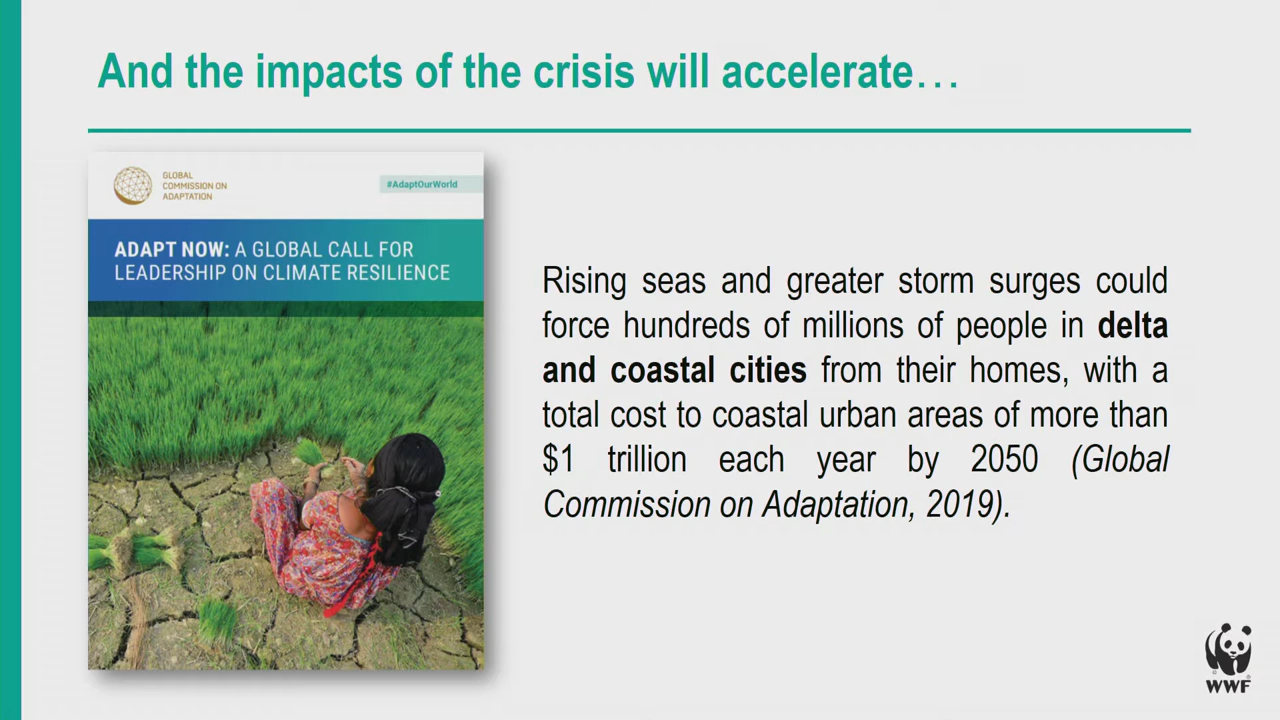 And the impacts of the crisis will accelerate…
GLOBAL
COMMISSION ON
ADAPTATION
#AdaptOurWorld
ADAPT NOW: A GLOBAL CALL FOR
LEADERSHIP ON CLIMATE RESILIENCE
Rising seas and greater storm surges could
force hundreds of millions of people in delta
and coastal cities from their homes, with a
total cost to coastal urban areas of more than
$1 trillion each year by 2050 (Global
Commission on Adaptation, 2019).
WWF